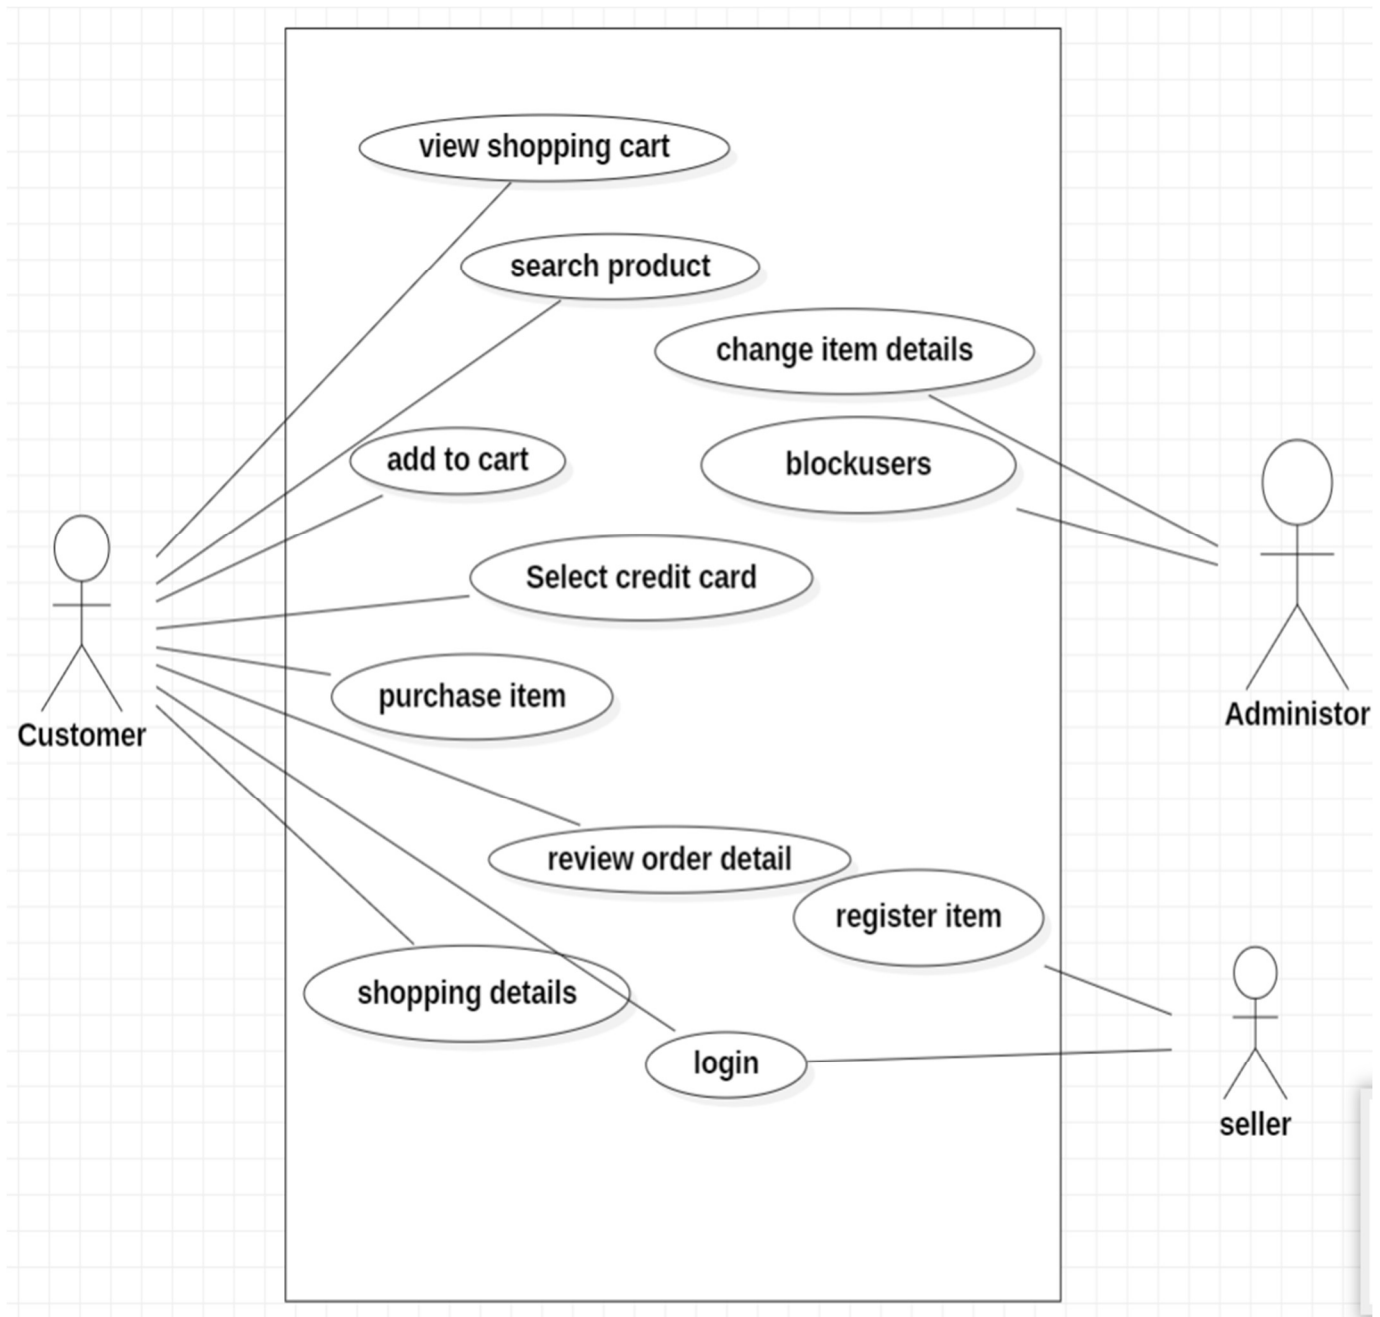 view shopping cart
search product
change item details
add to cart
blockusers
Select credit card
purchase item
Customer
Administor
review order detail
register item
shopping details
login
seller